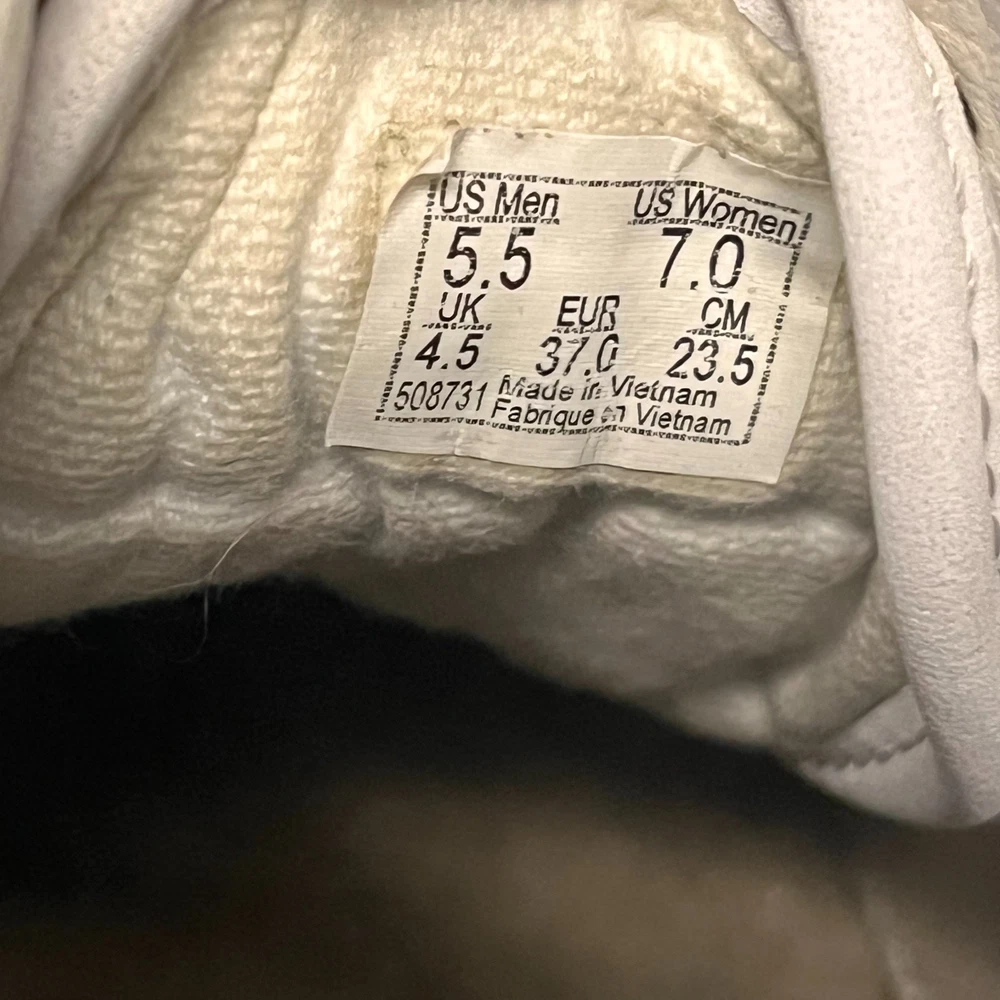 US Men US Women
5.5 7.0
UK EUR CM
4.5 37.0 23.5
508731 Made in Vietnam
Fabrique en Vietnam